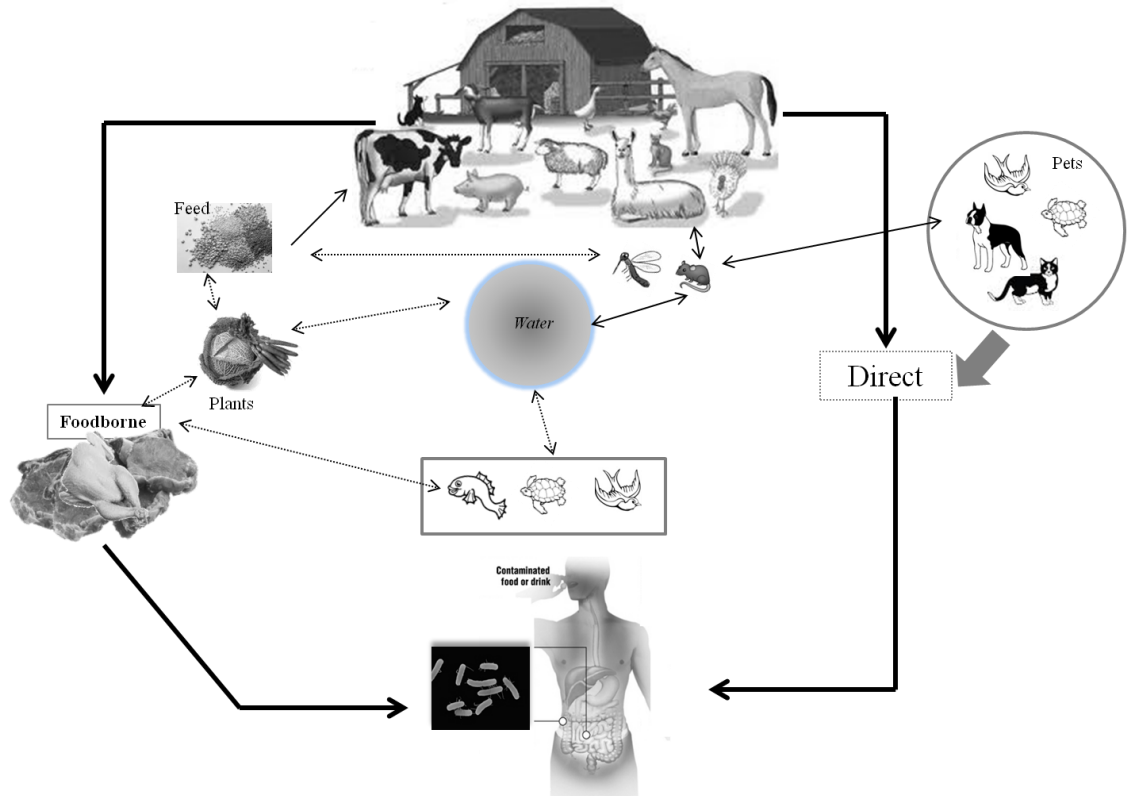 Pets
Feed
Water
Direct
Plants
Foodborne
Contaminated
food or drink